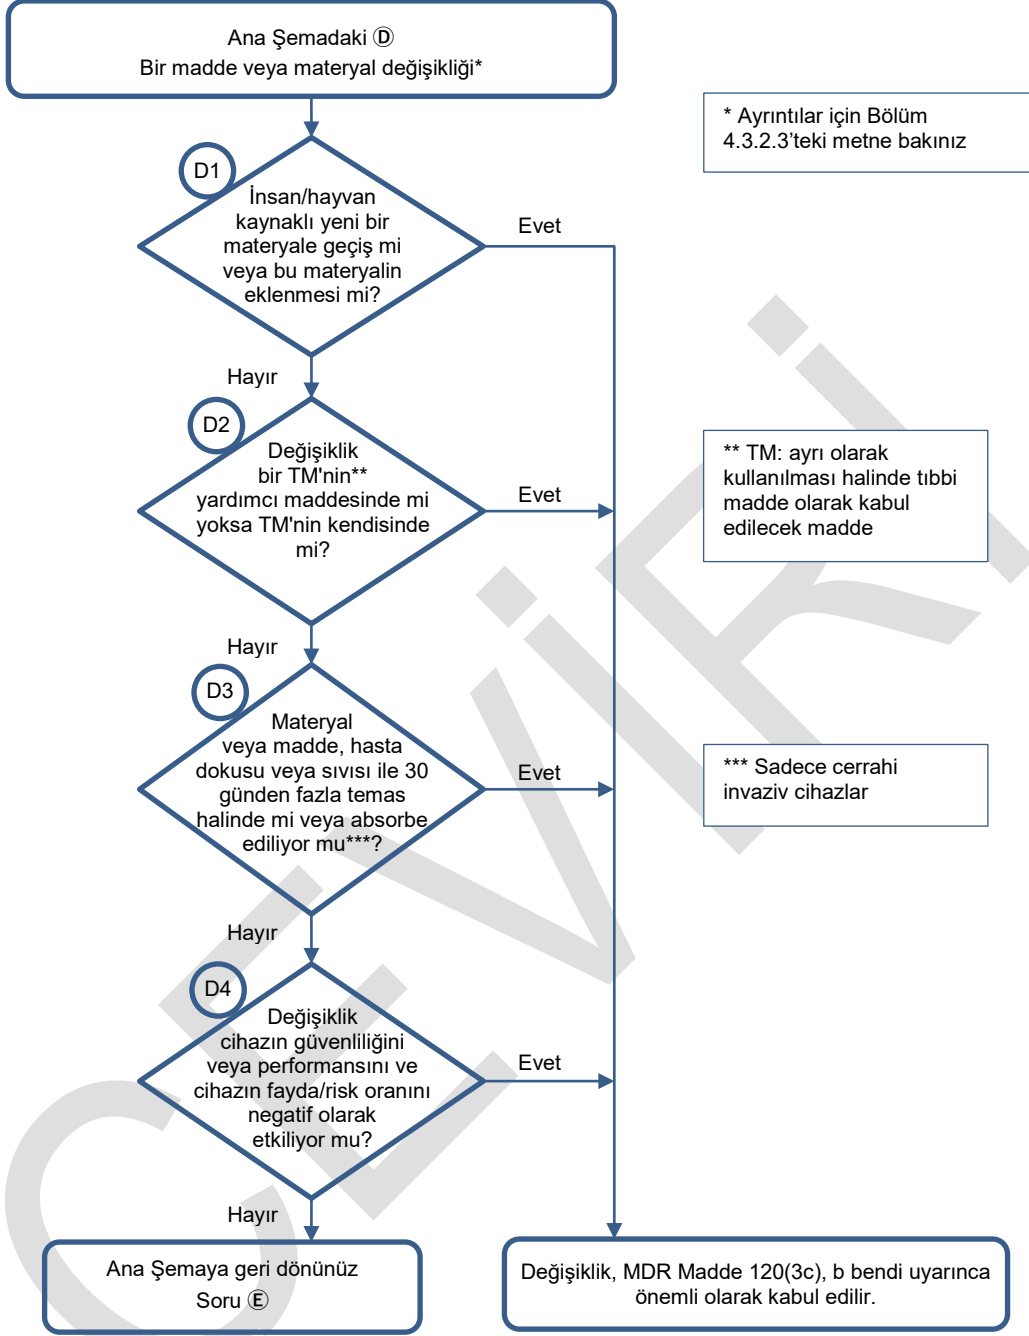 Ana Şemadaki Ⓓ
Bir madde veya materyal değişikliği*
* Ayrıntılar için Bölüm
4.3.2.3’teki metne bakınız
D1
İnsan/hayvan
kaynaklı yeni bir
materyale geçiş mi
veya bu materyalin
eklenmesi mi?
Evet
Hayır
D2
Değişiklik
bir TM'nin**
yardımcı maddesinde mi
yoksa TM'nin kendisinde
mi?
Evet
** TM: ayrı olarak
kullanılması halinde tıbbi
madde olarak kabul
edilecek madde
Hayır
D3
Materyal
veya madde, hasta
dokusu veya sıvısı ile 30
günden fazla temas
halinde mi veya absorbe
ediliyor mu***?
Evet
*** Sadece cerrahi
invaziv cihazlar
Hayır
D4
Değişiklik
cihazın güvenliliğini
veya performansını ve
cihazın fayda/risk oranını
negatif olarak
etkiliyor mu?
Evet
Hayır
Ana Şemaya geri dönünüz
Soru Ⓔ
Değişiklik, MDR Madde 120(3c), b bendi uyarınca
önemli olarak kabul edilir.
ÇEVİRİ